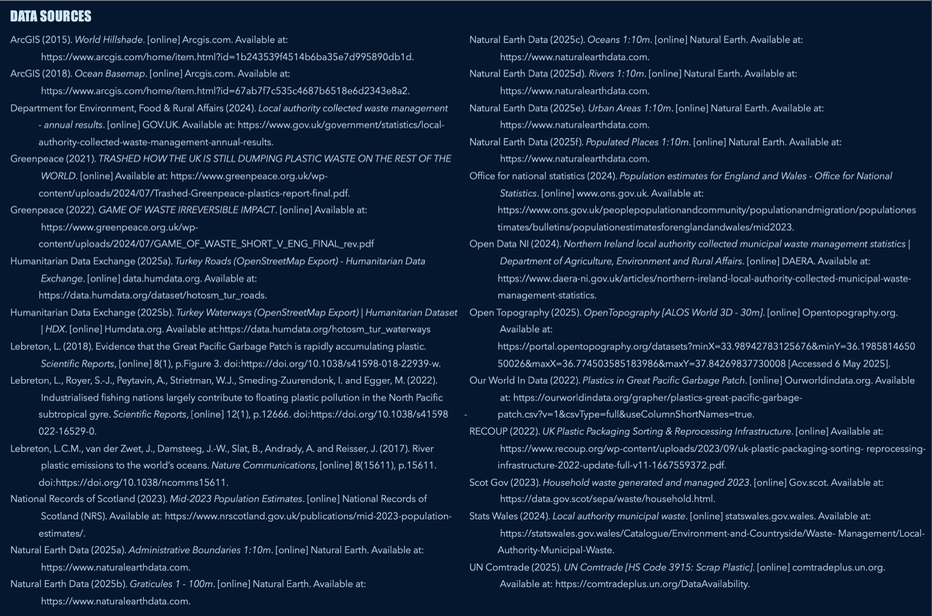 DATA SOURCES
ArcGIS (2015). World Hillshade. [online] Arcgis.com. Available at:
https://www.arcgis.com/home/item.html?id=1b243539f4514b6ba35e7d995890db1d.
ArcGIS (2018). Ocean Basemap. [online] Arcgis.com. Available at:
https://www.arcgis.com/home/item.html?id=67ab7f7c535c4687b6518e6d2343e8a2.
Department for Environment, Food & Rural Affairs (2024). Local authority collected waste management
- annual results. [online] GOV.UK. Available at: https://www.gov.uk/government/statistics/local-
authority-collected-waste-management-annual-results.
Greenpeace (2021). TRASHED HOW THE UK IS STILL DUMPING PLASTIC WASTE ON THE REST OF THE
WORLD. [online] Available at: https://www.greenpeace.org.uk/wp-
content/uploads/2024/07/Trashed-Greenpeace-plastics-report-final.pdf.
Greenpeace (2022). GAME OF WASTE IRREVERSIBLE IMPACT. [online] Available at:
https://www.greenpeace.org.uk/wp-
content/uploads/2024/07/GAME_OF_WASTE_SHORT_V_ENG_FINAL_rev.pdf
Humanitarian Data Exchange (2025a). Turkey Roads (OpenStreetMap Export) - Humanitarian Data
Exchange. [online] data.humdata.org. Available at:
https://data.humdata.org/dataset/hotosm_tur_roads.
Humanitarian Data Exchange (2025b). Turkey Waterways (OpenStreetMap Export) | Humanitarian Dataset
| HDX. [online] Humdata.org. Available at:https://data.humdata.org/hotosm_tur_waterways
Lebreton, L. (2018). Evidence that the Great Pacific Garbage Patch is rapidly accumulating plastic.
Scientific Reports, [online] 8(1), p.Figure 3. doi:https://doi.org/10.1038/s41598-018-22939-w.
Lebreton, L., Royer, S.-J., Peytavin, A., Strietman, W.J., Smeding-Zuurendonk, I. and Egger, M. (2022).
Industrialised fishing nations largely contribute to floating plastic pollution in the North Pacific
subtropical gyre. Scientific Reports, [online] 12(1), p.12666. doi:https://doi.org/10.1038/s41598 -
022-16529-0.
Lebreton, L.C.M., van der Zwet, J., Damsteeg, J.-W., Slat, B., Andrady, A. and Reisser, J. (2017). River
plastic emissions to the world's oceans. Nature Communications, [online] 8(15611), p.15611.
doi:https://doi.org/10.1038/ncomms15611.
National Records of Scotland (2023). Mid-2023 Population Estimates. [online] National Records of
Scotland (NRS). Available at: https://www.nrscotland.gov.uk/publications/mid-2023-population-
estimates/.
Natural Earth Data (2025a). Administrative Boundaries 1:10m. [online] Natural Earth. Available at:
https://www.naturalearthdata.com.
Natural Earth Data (2025b). Graticules 1 - 100m. [online] Natural Earth. Available at:
https://www.naturalearthdata.com.
Natural Earth Data (2025c). Oceans 1:10m. [online] Natural Earth. Available at:
https://www.naturalearthdata.com.
Natural Earth Data (2025d). Rivers 1:10m. [online] Natural Earth. Available at:
https://www.naturalearthdata.com.
Natural Earth Data (2025e). Urban Areas 1:10m. [online] Natural Earth. Available at:
https://www.naturalearthdata.com.
Natural Earth Data (2025f). Populated Places 1:10m. [online] Natural Earth. Available at:
https://www.naturalearthdata.com.
Office for national statistics (2024). Population estimates for England and Wales - Office for National
Statistics. [online] www.ons.gov.uk. Available at:
https://www.ons.gov.uk/peoplepopulationandcommunity/populationandmigration/populationes
timates/bulletins/populationestimatesforenglandandwales/mid2023.
Open Data NI (2024). Northern Ireland local authority collected municipal waste management statistics |
Department of Agriculture, Environment and Rural Affairs. [online] DAERA. Available at:
https://www.daera-ni.gov.uk/articles/northern-ireland-local-authority-collected-municipal-waste-
management-statistics.
Open Topography (2025). OpenTopography [ALOS World 3D - 30m]. [online] Opentopography.org.
Available at:
https://portal.opentopography.org/datasets?minX=33.98942783125676&minY=36.1985814650
50026&maxX=36.774503585183986&maxY=37.84269837730008 [Accessed 6 May 2025].
Our World In Data (2022). Plastics in Great Pacific Garbage Patch. [online] Ourworldindata.org. Available
at: https://ourworldindata.org/grapher/plastics-great-pacific-garbage-
patch.csv?v=1&csvType=full&useColumnShortNames=true.
RECOUP (2022). UK Plastic Packaging Sorting & Reprocessing Infrastructure. [online] Available at:
https://www.recoup.org/wp-content/uploads/2023/09/uk-plastic-packaging-sorting- reprocessing-
infrastructure-2022-update-full-v11-1667559372.pdf.
Scot Gov (2023). Household waste generated and managed 2023. [online] Gov.scot. Available at:
https://data.gov.scot/sepa/waste/household.html.
Stats Wales (2024). Local authority municipal waste. [online] statswales.gov.wales. Available at:
https://statswales.gov.wales/Catalogue/Environment-and-Countryside/Waste- Management/Local-
Authority-Municipal-Waste.
UN Comtrade (2025). UN Comtrade [HS Code 3915: Scrap Plastic]. [online] comtradeplus.un.org.
Available at: https://comtradeplus.un.org/DataAvailability.